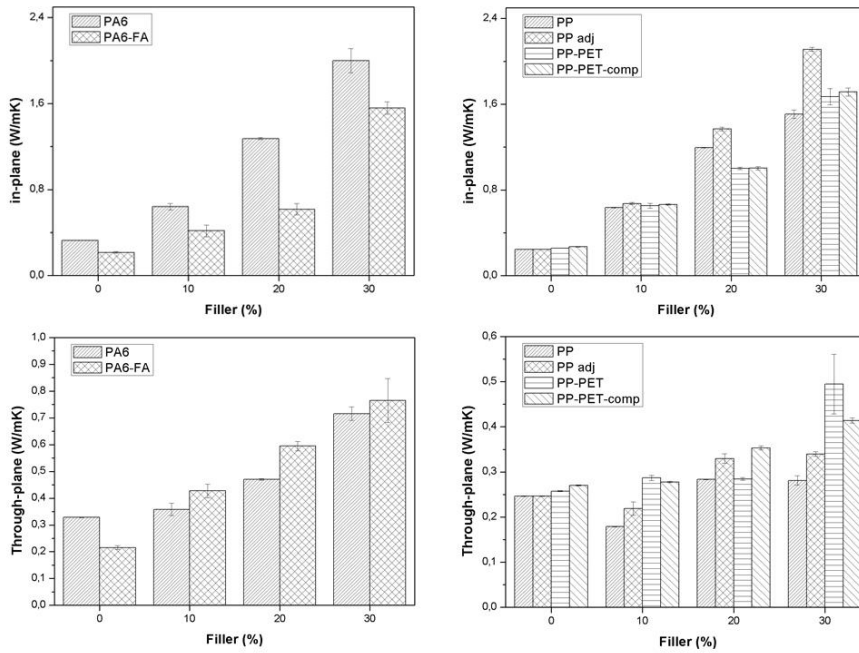 in-plane (W/mK)
2,4
1,6
0,8
0,0
PA6
PA6-FA
0 10 20 30
Filler (%)
in-plane (W/mK)
2,4
1,6
0,8
0,0
PP
PP adj
PP-PET
PP-PET-comp
0 10 20 30
Filler (%)
Through-plane (W/mK)
1,0
0,9
0,8
0,7
0,6
0,5
0,4
0,3
0,2
0,1
0,0
PA6
PA6-FA
0 10 20 30
Filler (%)
Through-plane (W/mK)
0,6
0,5
0,4
0,3
0,2
0,1
0,0
PP
PP adj
PP-PET
PP-PET-comp
0 10 20 30
Filler (%)